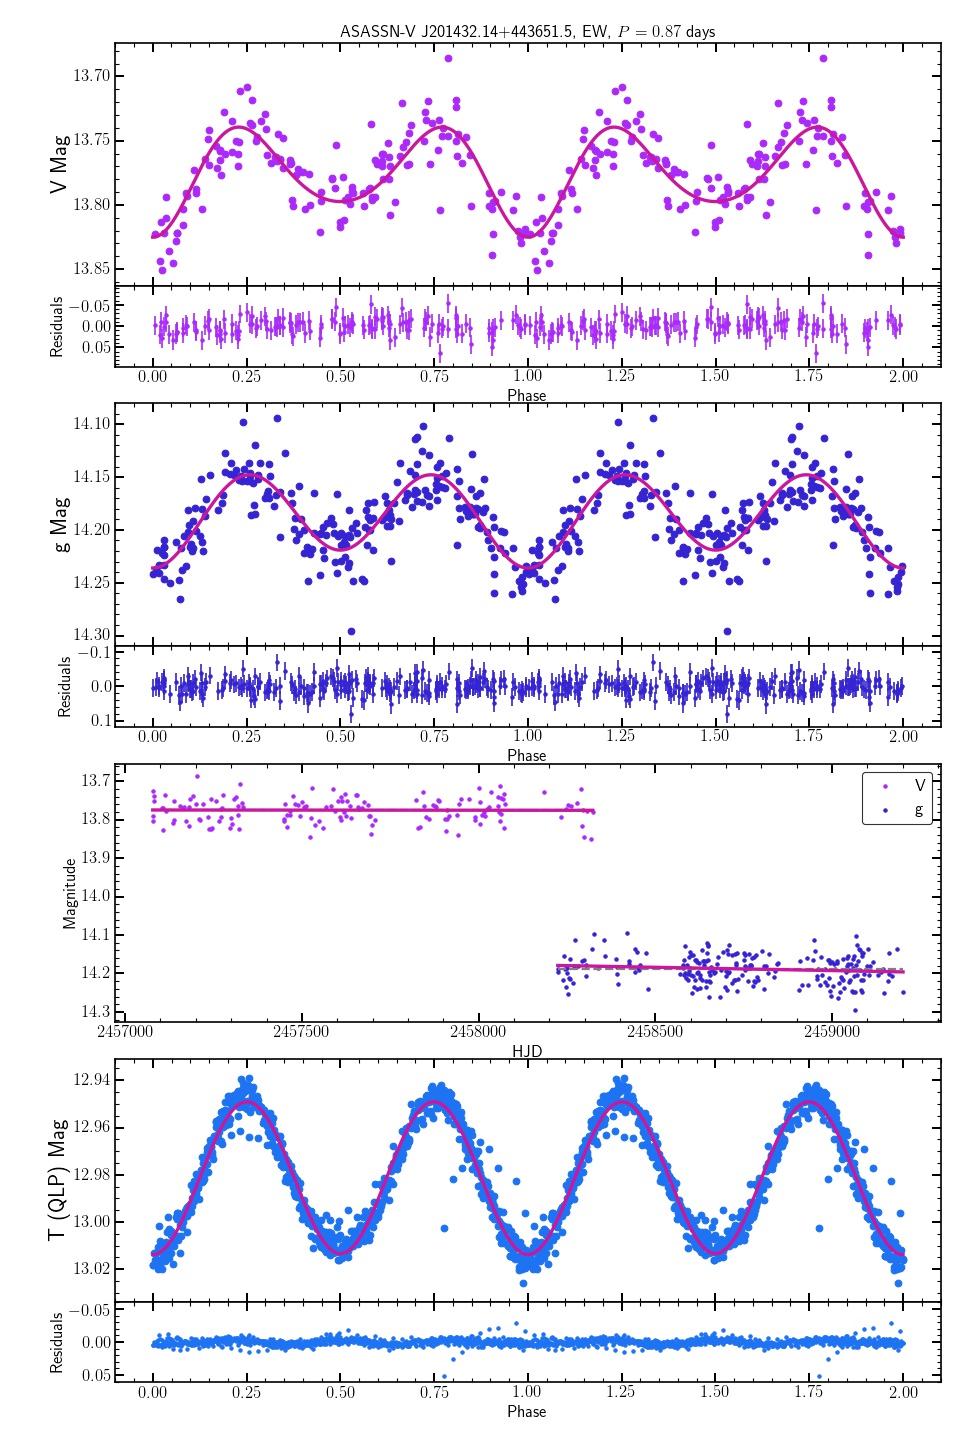 ASASSN-V J201432.14+443651.5, EW, P = 0.87 days
V Mag
13.70
13.75
13.80
13.85
Residuals
−0.05
0.00
0.05
0.00 0.25 0.50 0.75 1.00 1.25 1.50 1.75 2.00
Phase
g Mag
14.10
14.15
14.20
14.25
14.30
Residuals
−0.1
0.0
0.1
0.00 0.25 0.50 0.75 1.00 1.25 1.50 1.75 2.00
Phase
Magnitude
13.7
13.8
13.9
14.0
14.1
14.2
14.3
V
g
2457000 2457500 2458000 2458500 2459000
HJD
T (QLP) Mag
12.94
12.96
12.98
13.00
13.02
Residuals
−0.05
0.00
0.05
0.00 0.25 0.50 0.75 1.00 1.25 1.50 1.75 2.00
Phase